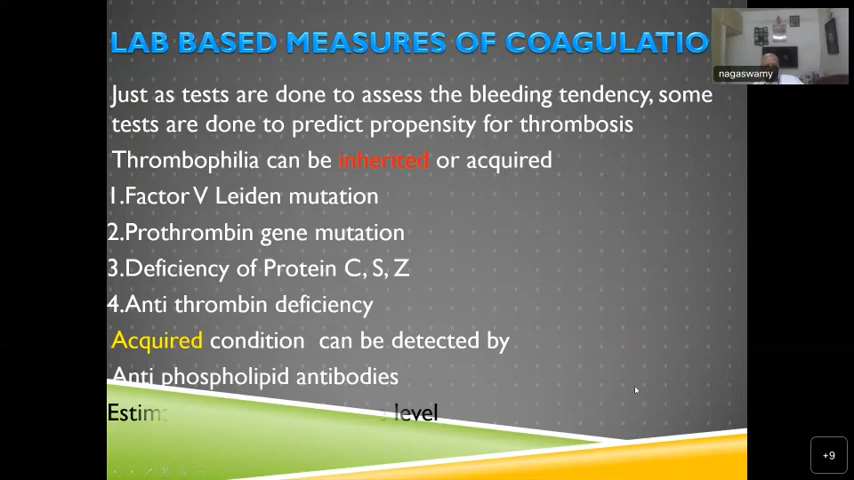 LAB BASED MEASURES OF COAGULATIO
nagaswamy
Just as tests are done to assess the bleeding tendency, some
tests are done to predict propensity for thrombosis
Thrombophilia can be inherited or acquired
1.Factor V Leiden mutation
2.Prothrombin gene mutation
3.Deficiency of Protein C, S, Z
4.Anti thrombin deficiency
Acquired condition can be detected by
Anti phospholipid antibodies
level
+9